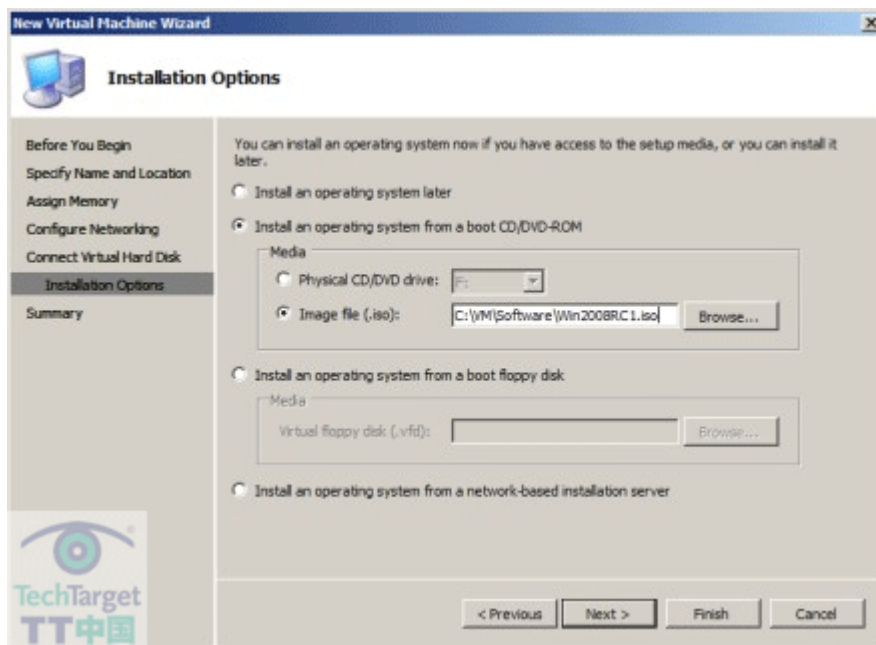 New Virtual Machine Wizard
Installation Options
Before You Begin
Specify Name and Location
Assign Memory
Configure Networking
Connect Virtual Hard Disk
Installation Options
Summary
You can install an operating system now if you have access to the setup media, or you can install it
later.
Install an operating system later
Install an operating system from a boot CD/DVD-ROM
Media
Physical CD/DVD drive:
F:
Image file (.iso):
C:\VM\Software\Win2008RC1.iso
Browse...
Install an operating system from a boot floppy disk
Media
Virtual floppy disk (.vfd):
Browse...
Install an operating system from a network-based installation server
< Previous
Next >
Finish
Cancel
TechTarget
TT中国